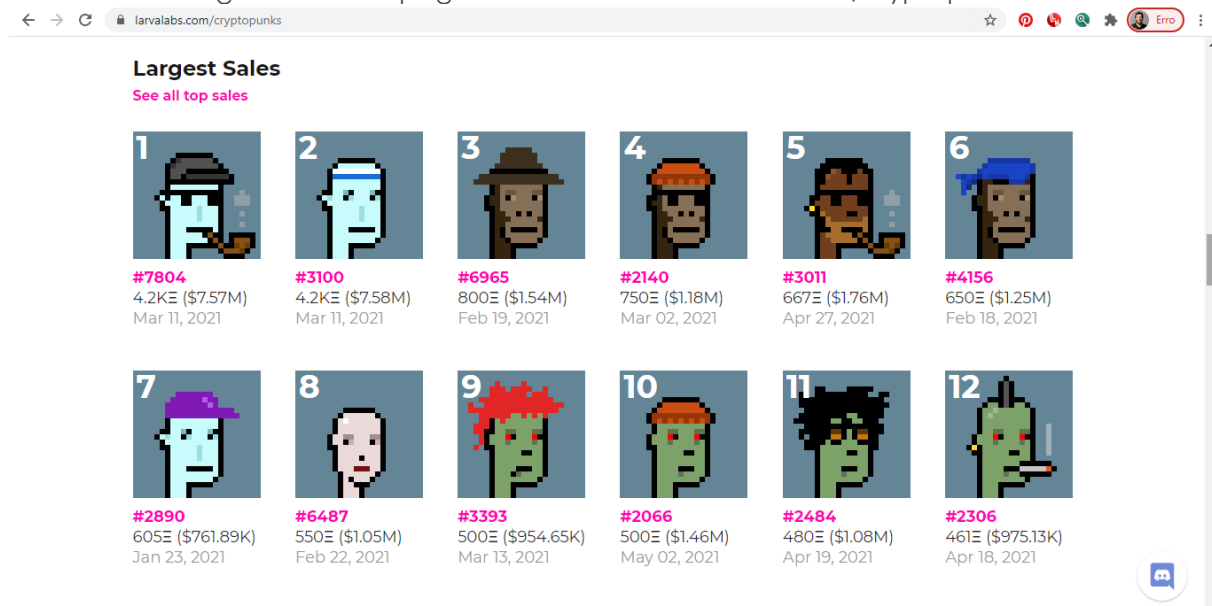 larvalabs.com/cryptopunks
Erro
Largest Sales
See all top sales
1 2 3 4 5 6
#7804 #3100 #6965 #2140 #3011 #4156
4.2KΞ ($7.57M) 4.2KΞ ($7.58M) 800Ξ ($1.54M) 750Ξ ($1.18M) 667Ξ ($1.76M) 650Ξ ($1.25M)
Mar 11, 2021 Mar 11, 2021 Feb 19, 2021 Mar 02, 2021 Apr 27, 2021 Feb 18, 2021
7 8 9 10 11 12
#2890 #6487 #3393 #2066 #2484 #2306
605Ξ ($761.89K) 550Ξ ($1.05M) 500Ξ ($954.65K) 500Ξ ($1.46M) 480Ξ ($1.08M) 461Ξ ($975.13K)
Jan 23, 2021 Feb 22, 2021 Mar 13, 2021 May 02, 2021 Apr 19, 2021 Apr 18, 2021